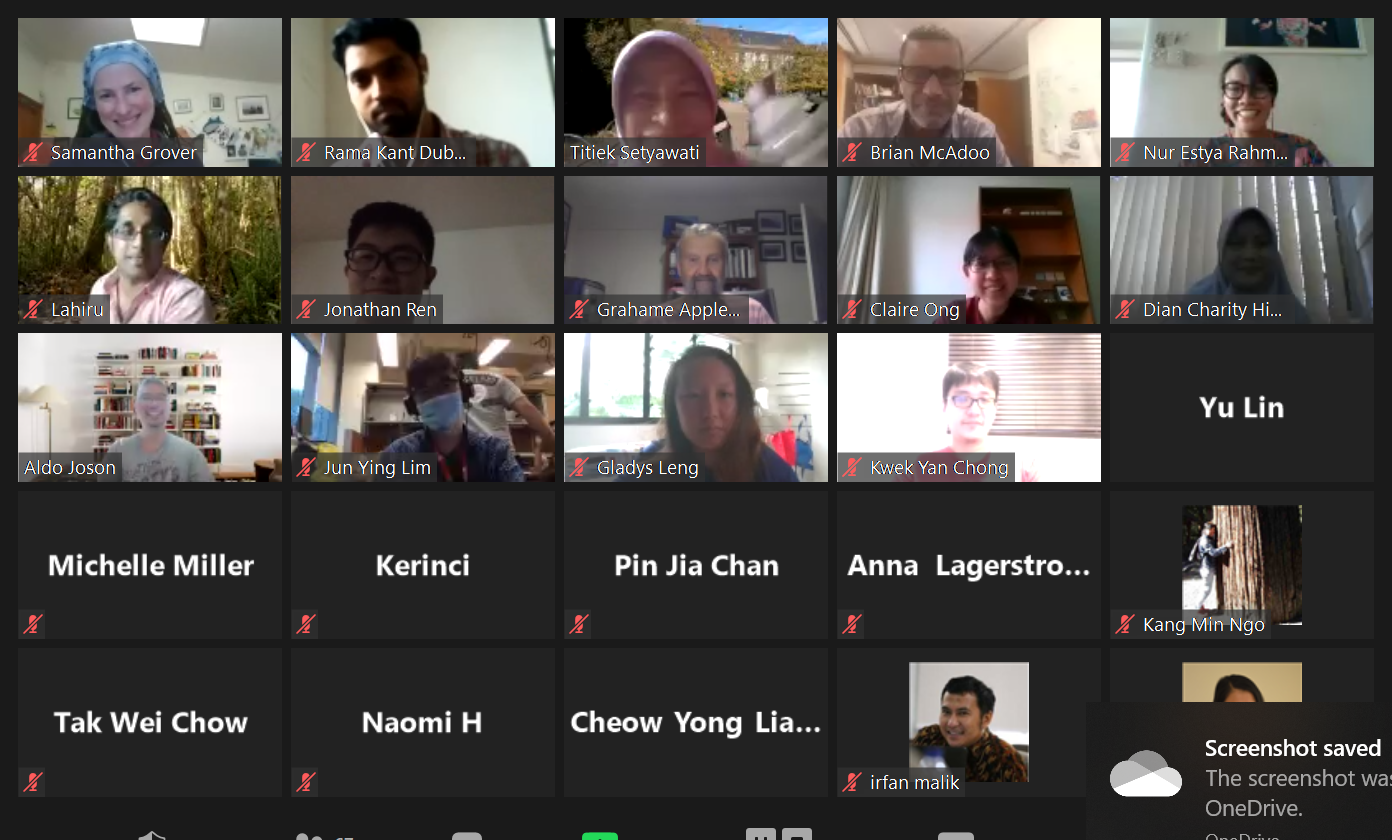 Samantha Grover
Rama Kant Dub...
Titiek Setyawati
Brian McAdoo
Nur Estya Rahm...
Lahiru
Jonathan Ren
Grahame Apple...
Claire Ong
Dian Charity Hi...
Aldo Joson
Jun Ying Lim
Gladys Leng
Kwek Yan Chong
Yu Lin
Michelle Miller
Kerinci
Pin Jia Chan
Anna Lagerstro...
Kang Min Ngo
Tak Wei Chow
Naomi H
Cheow Yong Lia...
irfan malik
Screenshot saved
The screenshot was
OneDrive.
OneDrive